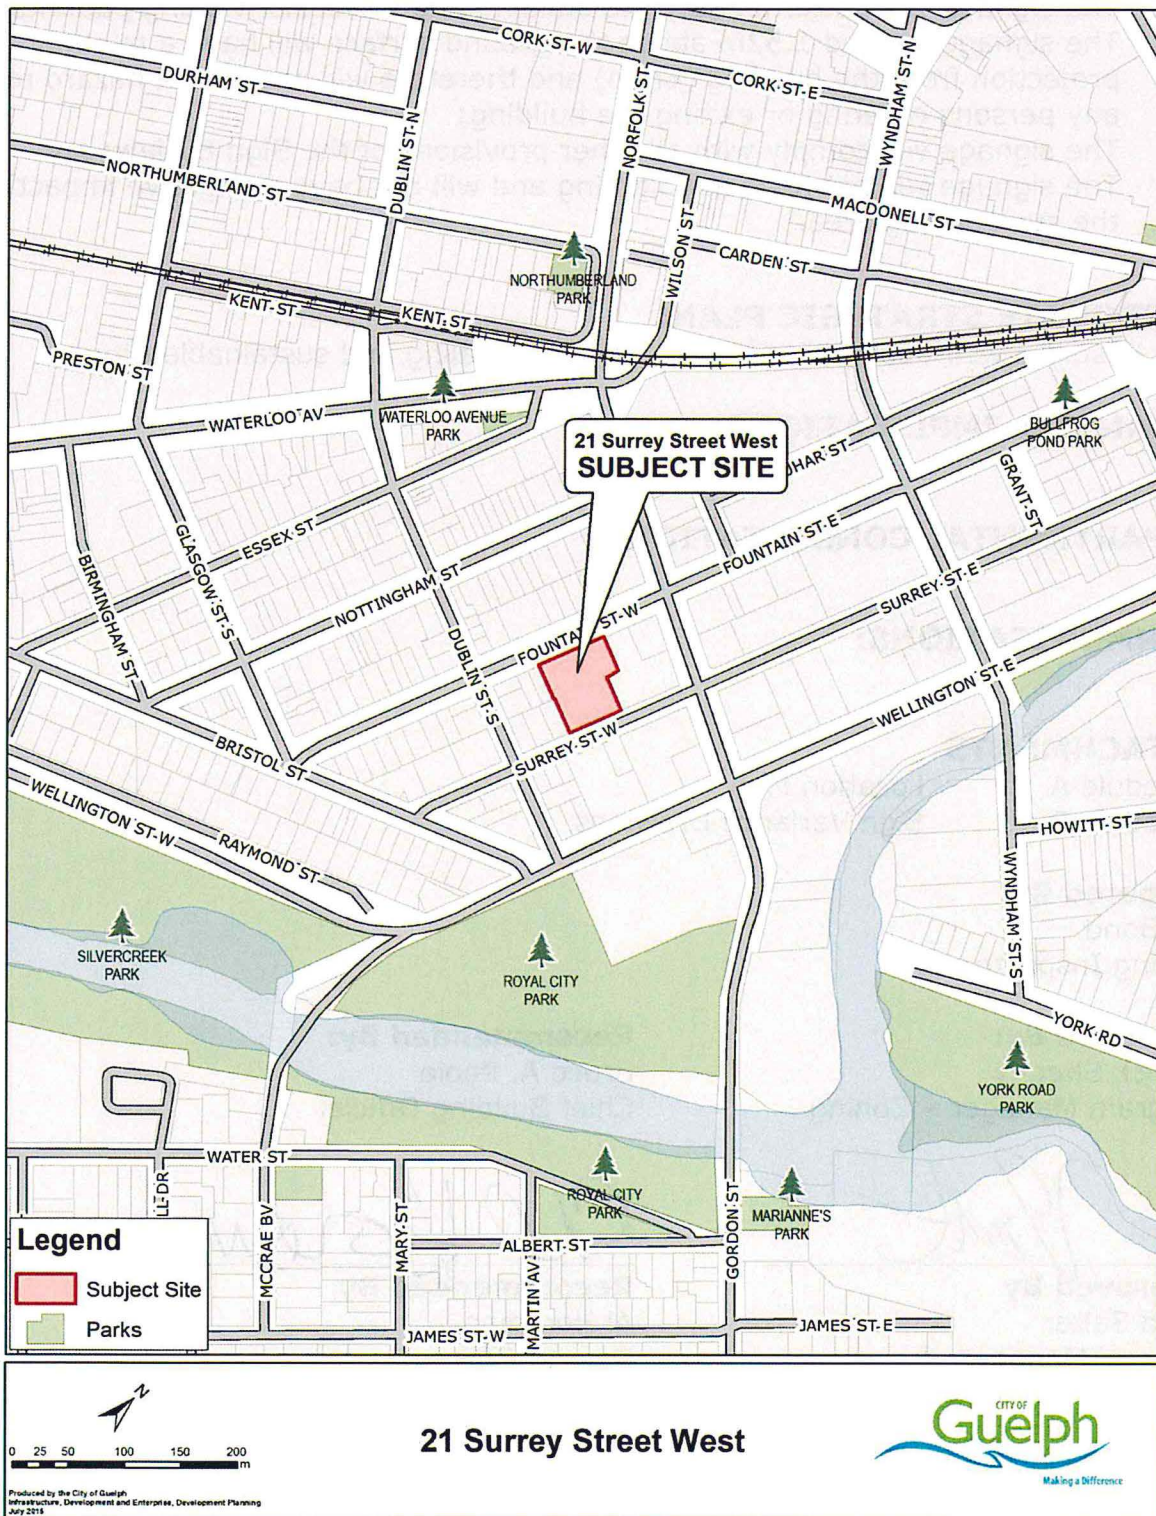 CORK ST-W
DURHAM ST
CORK ST-E
WYNDHAM ST-N
NORFOLK ST
DUBLIN ST-N
NORTHUMBERLAND ST
MACDONELL ST
WILSON ST
CARDEN ST
NORTHUMBERLAND
PARK
KENT ST
KENT ST
PRESTON ST
WATERLOO AV
WATERLOO AVENUE
PARK
BULLFROG
POND PARK
21 Surrey Street West
SUBJECT SITE
GRANT ST
ESSEX ST
GLASGOW ST-S
BIRMINGHAM ST
NOTTINGHAM ST
FOUNTAIN ST-E
SURREY ST-E
DUBLIN ST-S
SURREY ST-W
WELLINGTON ST-E
BRISTOL ST
WELLINGTON ST-W
RAYMOND ST
HOWITT ST
WYNDHAM ST-S
SILVERCREEK
PARK
ROYAL CITY
PARK
YORK RD
YORK ROAD
PARK
WATER ST
MCCRAE BV
MARY ST
ROYAL CITY
PARK
MARIANNE'S
PARK
ALBERT ST
MARTIN AV
GORDON ST
JAMES ST-W
JAMES ST-E
Legend
Subject Site
Parks
N
0 25 50 100 150 200
m
21 Surrey Street West
CITY OF
Guelph
Making a Difference
Produced by the City of Guelph
Infrastructure, Development and Enterprise, Development Planning
July 2015